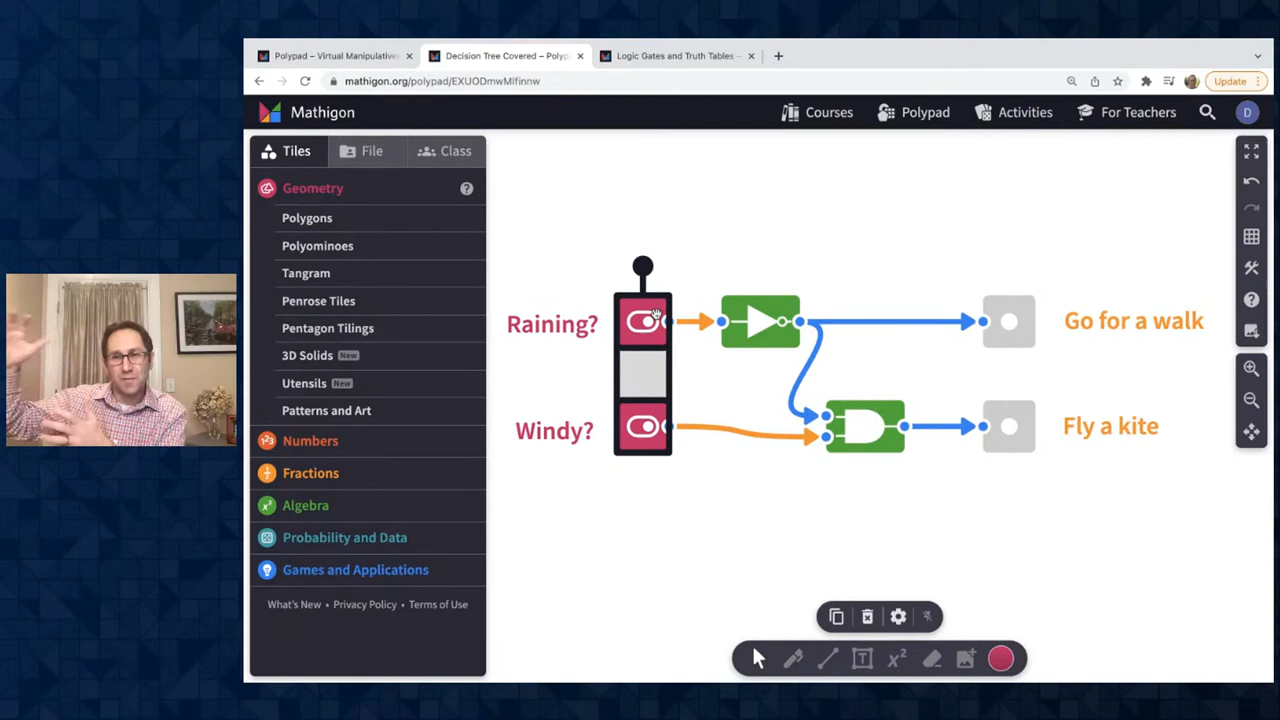 Polypad – Virtual Manipulatives
Decision Tree Covered – Polyp
Logic Gates and Truth Tables –
mathigon.org/polypad/EXUODmwMlfinnw
Update
Mathigon
Courses
Polypad
Activities
For Teachers
D
Tiles
File
Class
Geometry
Polygons
Polyominoes
Tangram
Penrose Tiles
Pentagon Tilings
3D Solids New
Utensils New
Patterns and Art
Numbers
Fractions
Algebra
Probability and Data
Games and Applications
What's New • Privacy Policy • Terms of Use
Raining?
Go for a walk
Windy?
Fly a kite